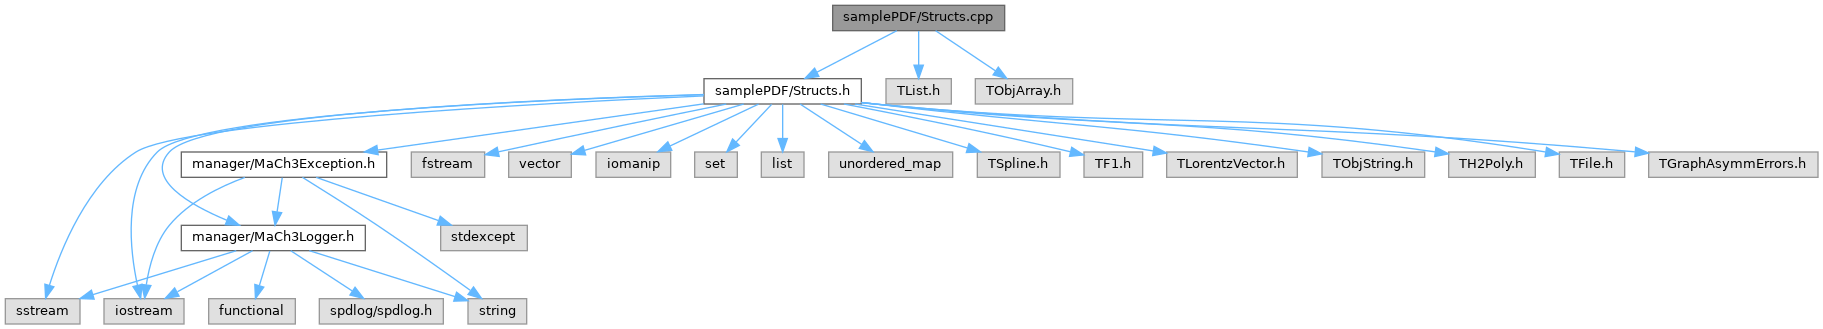 samplePDF/Structs.cpp
samplePDF/Structs.h
TList.h
TObjArray.h
manager/MaCh3Exception.h
fstream
vector
iomanip
set
list
unordered_map
TSpline.h
TF1.h
TLorentzVector.h
TObjString.h
TH2Poly.h
TFile.h
TGraphAsymmErrors.h
manager/MaCh3Logger.h
stdexcept
sstream
iostream
functional
spdlog/spdlog.h
string